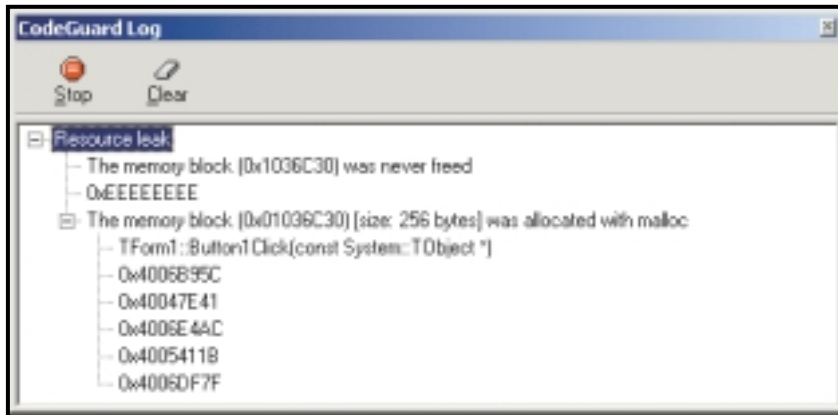 CodeGuard Log
Stop Clear
Resource leak
The memory block (0x1036C30) was never freed
0xEEEEEEEE
The memory block (0x01036C30) [size: 256 bytes] was allocated with malloc
TForm1::Button1Click(const System::TObject *)
0x4006B95C
0x40047E41
0x4006E4AC
0x4005411B
0x4006DF7F